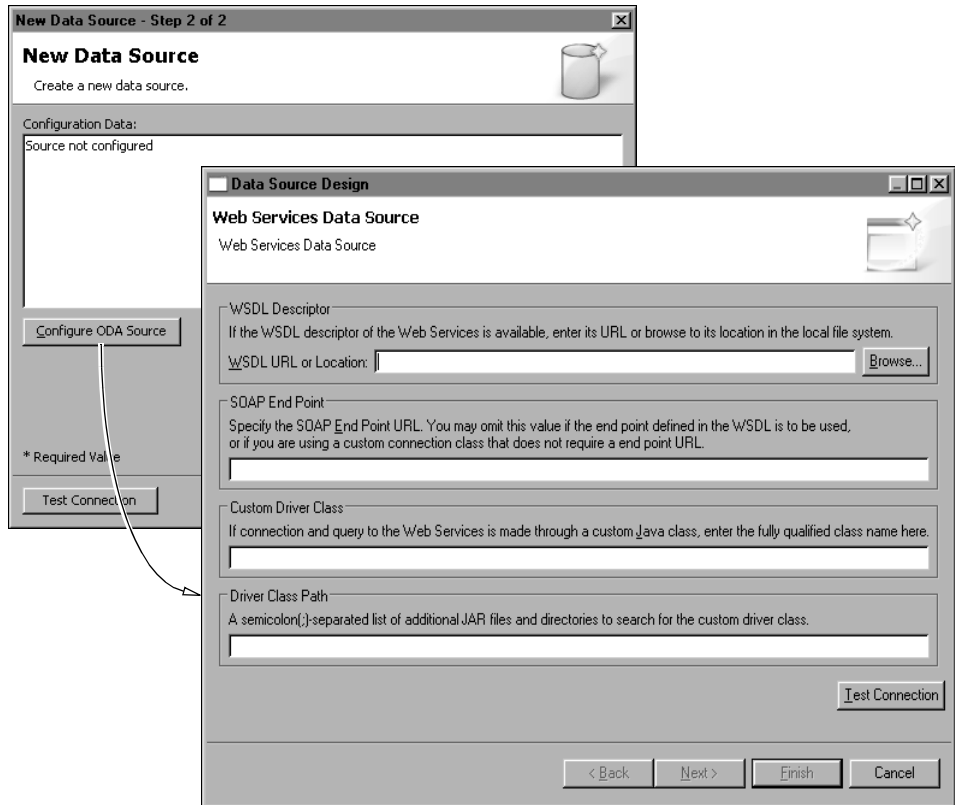 New Data Source - Step 2 of 2
New Data Source
Create a new data source.
Configuration Data:
Source not configured
Configure ODA Source
* Required Value
Test Connection
Data Source Design
Web Services Data Source
Web Services Data Source
WSDL Descriptor
If the WSDL descriptor of the Web Services is available, enter its URL or browse to its location in the local file system.
WSDL URL or Location:
Browse...
SOAP End Point
Specify the SOAP End Point URL. You may omit this value if the end point defined in the WSDL is to be used,
or if you are using a custom connection class that does not require a end point URL.
Custom Driver Class
If connection and query to the Web Services is made through a custom Java class, enter the fully qualified class name here.
Driver Class Path
A semicolon(;)-separated list of additional JAR files and directories to search for the custom driver class.
Test Connection
< Back
Next >
Finish
Cancel